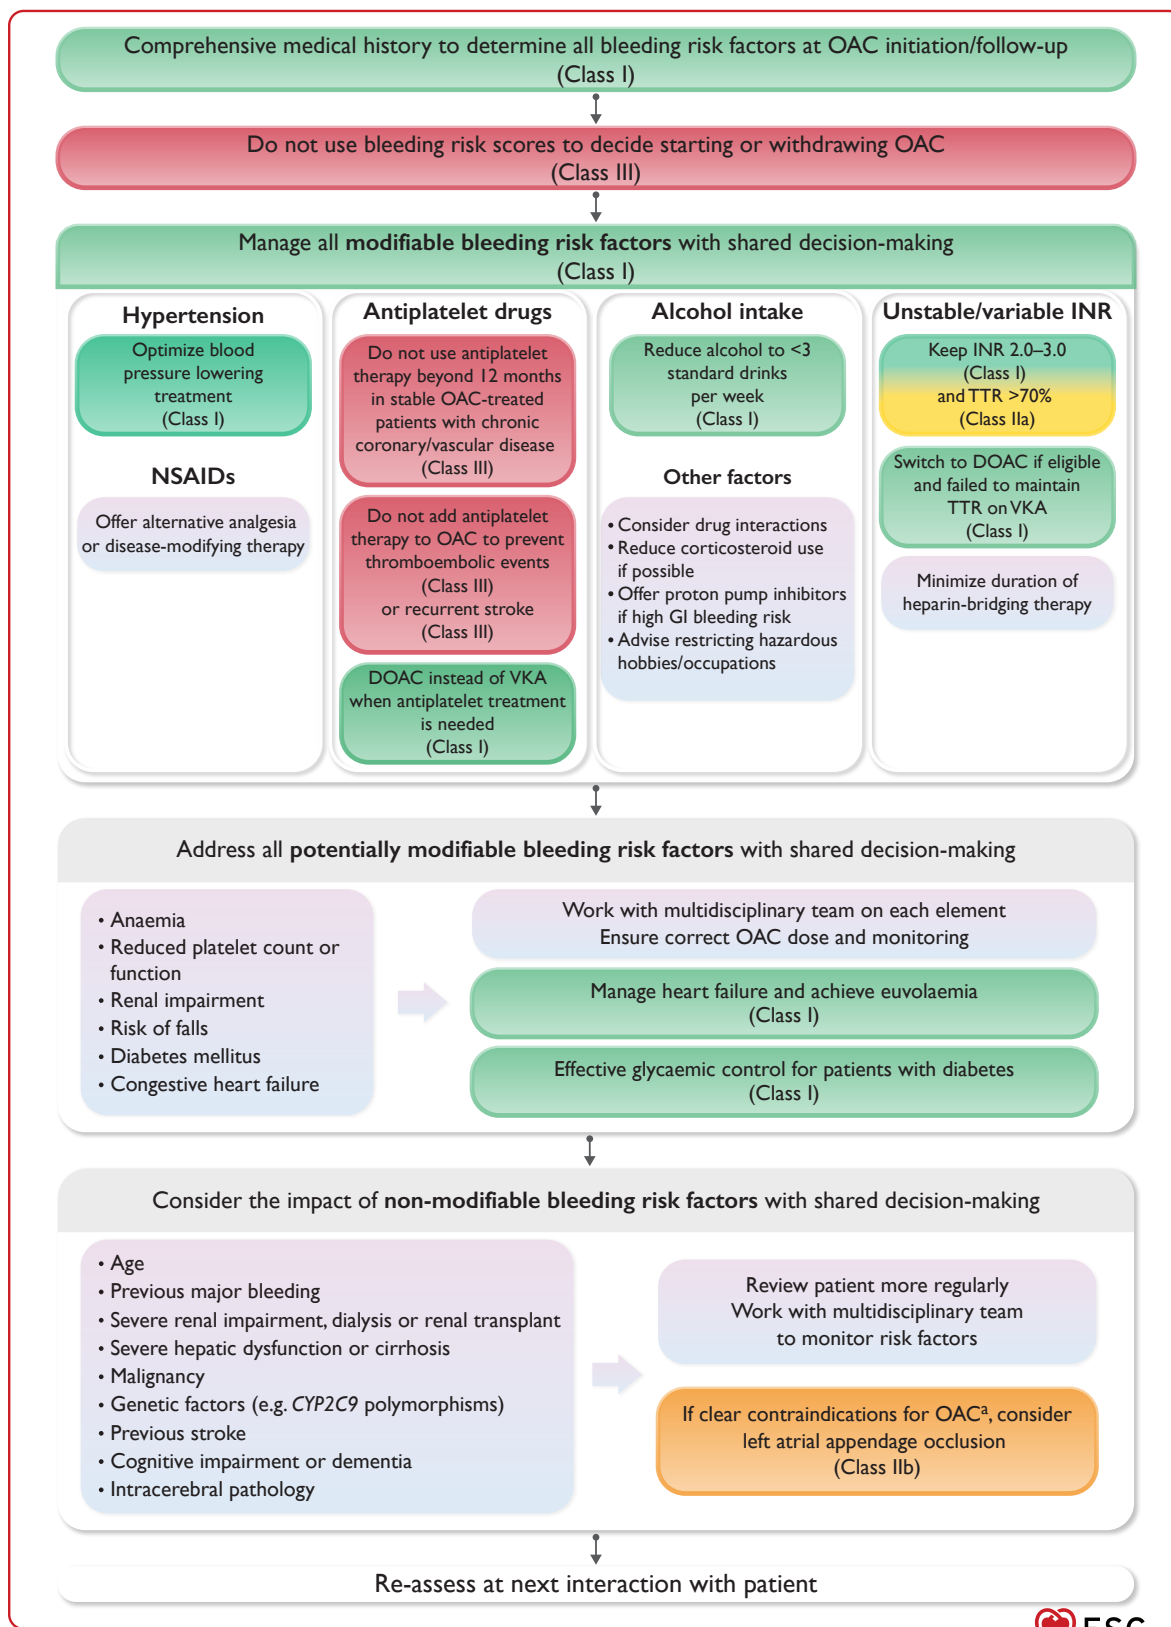 Comprehensive medical history to determine all bleeding risk factors at OAC initiation/follow-up
(Class I)
Do not use bleeding risk scores to decide starting or withdrawing OAC
(Class III)
Manage all modifiable bleeding risk factors with shared decision-making
(Class I)
Hypertension
Optimize blood
pressure lowering
treatment
(Class I)
NSAIDs
Offer alternative analgesia
or disease-modifying therapy
Antiplatelet drugs
Do not use antiplatelet
therapy beyond 12 months
in stable OAC-treated
patients with chronic
coronary/vascular disease
(Class III)
Do not add antiplatelet
therapy to OAC to prevent
thromboembolic events
(Class III)
or recurrent stroke
(Class III)
DOAC instead of VKA
when antiplatelet treatment
is needed
(Class I)
Alcohol intake
Reduce alcohol to <3
standard drinks
per week
(Class I)
Other factors
• Consider drug interactions
• Reduce corticosteroid use
if possible
• Offer proton pump inhibitors
if high GI bleeding risk
• Advise restricting hazardous
hobbies/occupations
Unstable/variable INR
Keep INR 2.0–3.0
(Class I)
and TTR >70%
(Class IIa)
Switch to DOAC if eligible
and failed to maintain
TTR on VKA
(Class I)
Minimize duration of
heparin-bridging therapy
Address all potentially modifiable bleeding risk factors with shared decision-making
• Anaemia
• Reduced platelet count or
function
• Renal impairment
• Risk of falls
• Diabetes mellitus
• Congestive heart failure
Work with multidisciplinary team on each element
Ensure correct OAC dose and monitoring
Manage heart failure and achieve euvolaemia
(Class I)
Effective glycaemic control for patients with diabetes
(Class I)
Consider the impact of non-modifiable bleeding risk factors with shared decision-making
• Age
• Previous major bleeding
• Severe renal impairment, dialysis or renal transplant
• Severe hepatic dysfunction or cirrhosis
• Malignancy
• Genetic factors (e.g. CYP2C9 polymorphisms)
• Previous stroke
• Cognitive impairment or dementia
• Intracerebral pathology
Review patient more regularly
Work with multidisciplinary team
to monitor risk factors
If clear contraindications for OACª, consider
left atrial appendage occlusion
(Class IIb)
Re-assess at next interaction with patient
ESC